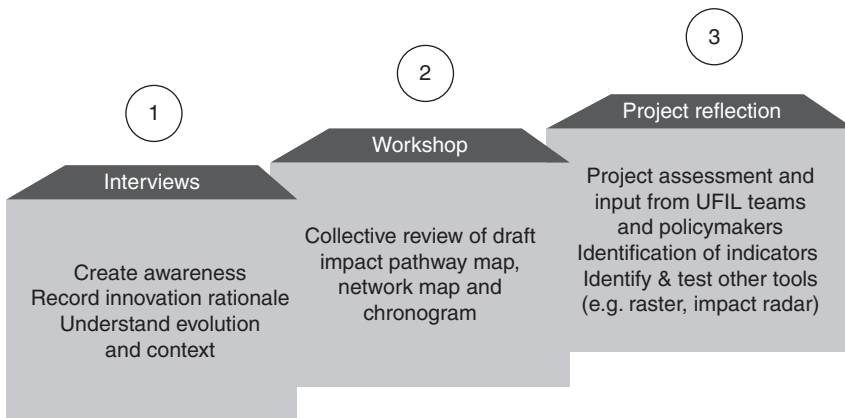 1
Interviews
Create awareness
Record innovation rationale
Understand evolution
and context
2
Workshop
Collective review of draft
impact pathway map,
network map and
chronogram
3
Project reflection
Project assessment and
input from UFIL teams
and policymakers
Identification of indicators
Identify & test other tools
(e.g. raster, impact radar)